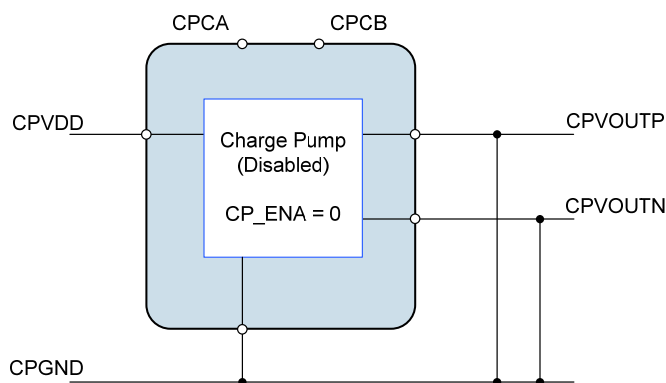 CPCA
CPCB
CPVDD
CPVOUTP
Charge Pump
(Disabled)
CPVOUTN
CP_ENA = 0
CPGND